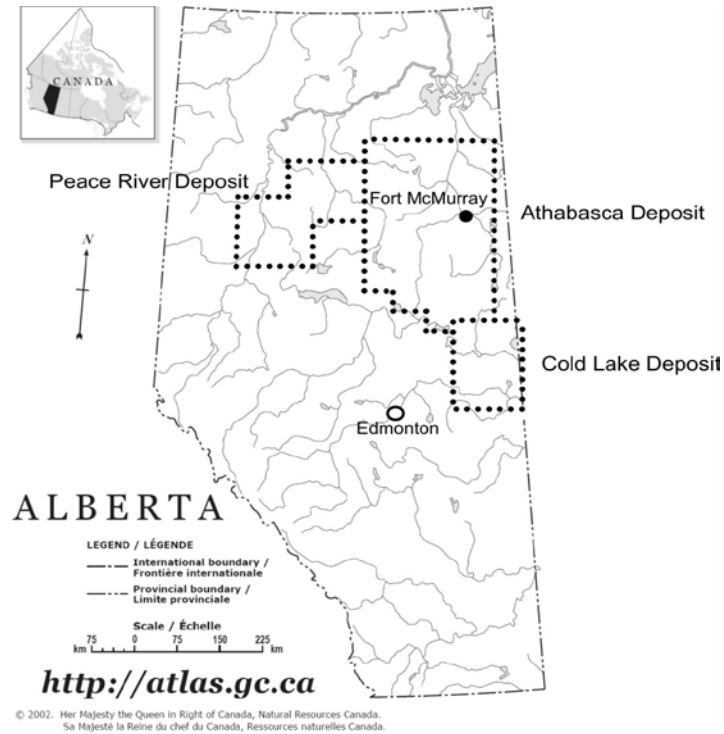 CANADA
Peace River Deposit
Fort McMurray
Athabasca Deposit
N
Cold Lake Deposit
Edmonton
ALBERTA
LEGEND / LÉGENDE
International boundary /
Frontière internationale
Provincial boundary /
Limite provinciale
Scale / Échelle
75 0 75 150 225
km km
http://atlas.gc.ca
© 2002. Her Majesty the Queen in Right of Canada, Natural Resources Canada.
Sa Majesté la Reine du chef du Canada, Ressources naturelles Canada.